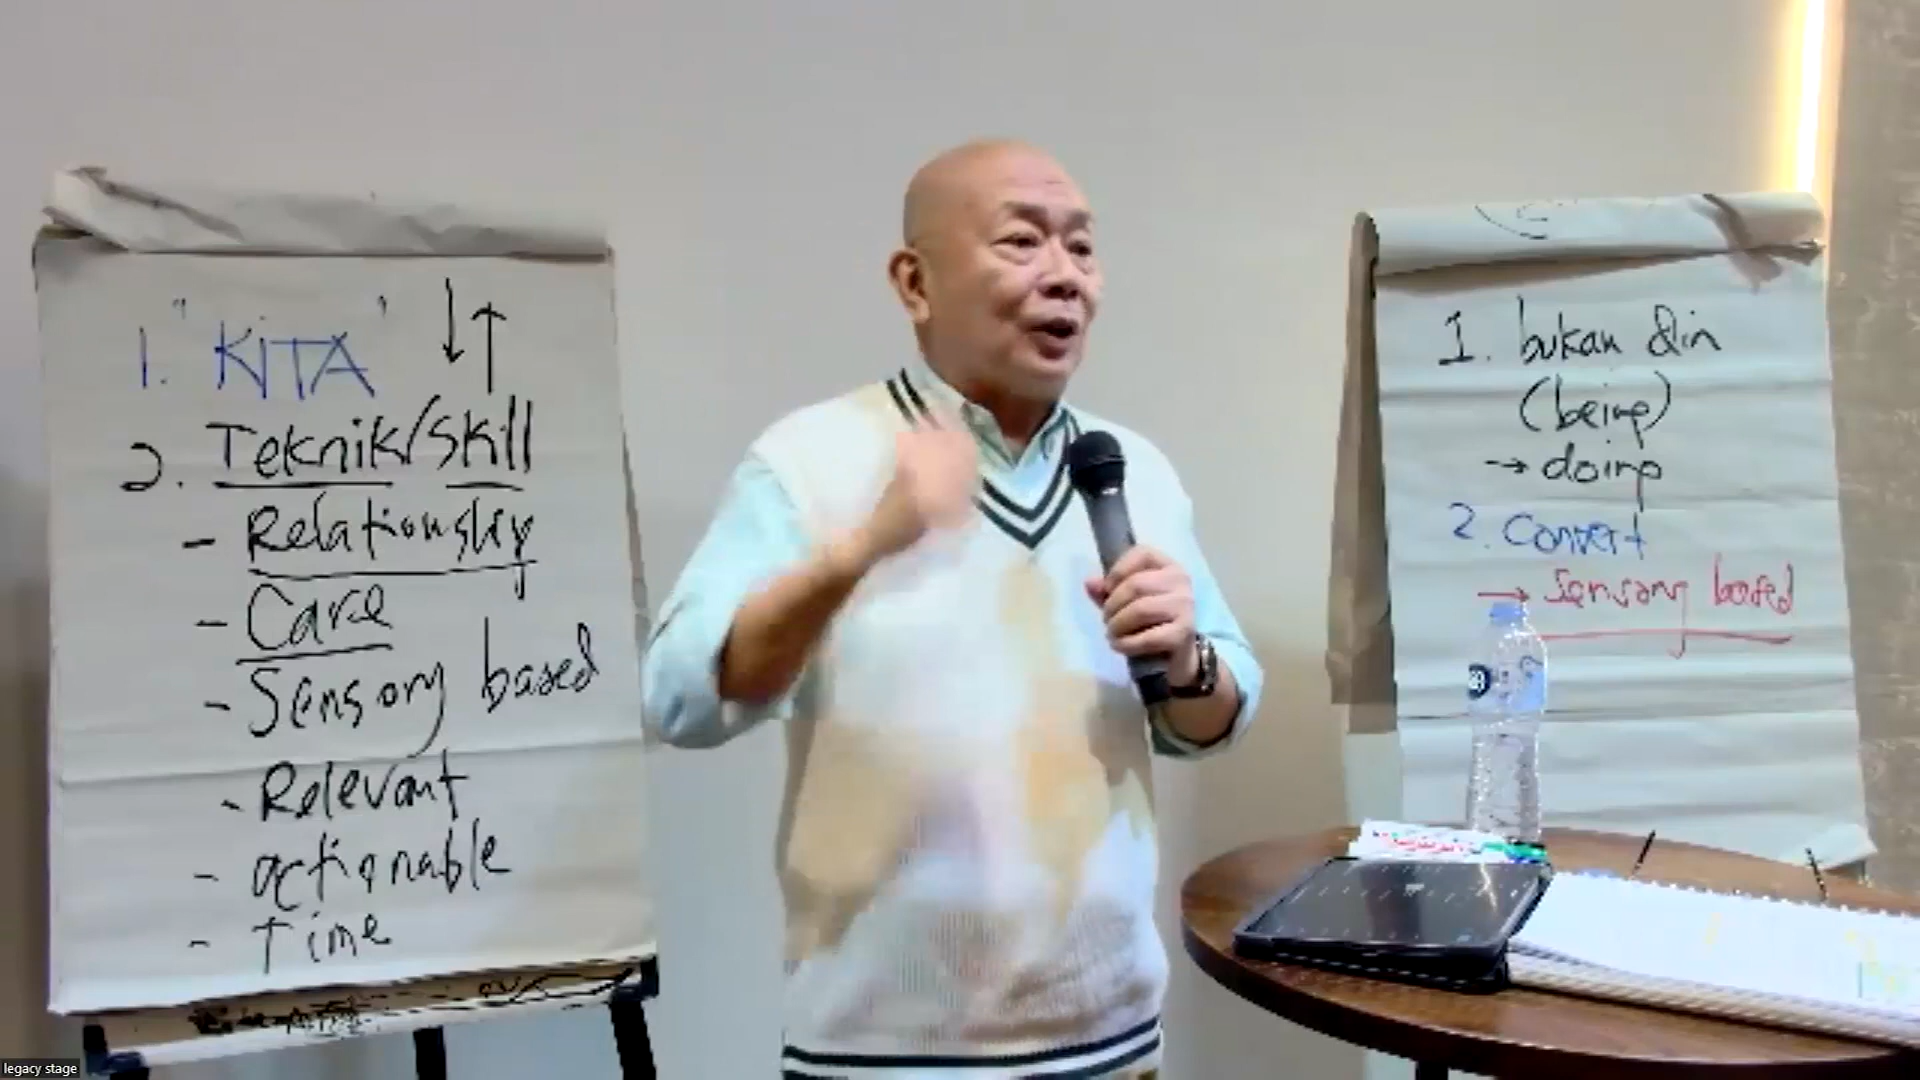 1. "KiTA"
2. Teknik/Skill
- Relationship
- Care
- Sensory based
- Relevant
- actionable
- Time
1. bukan
(being)
→ doing
2. Convert
→ Sensory based
legacy stage